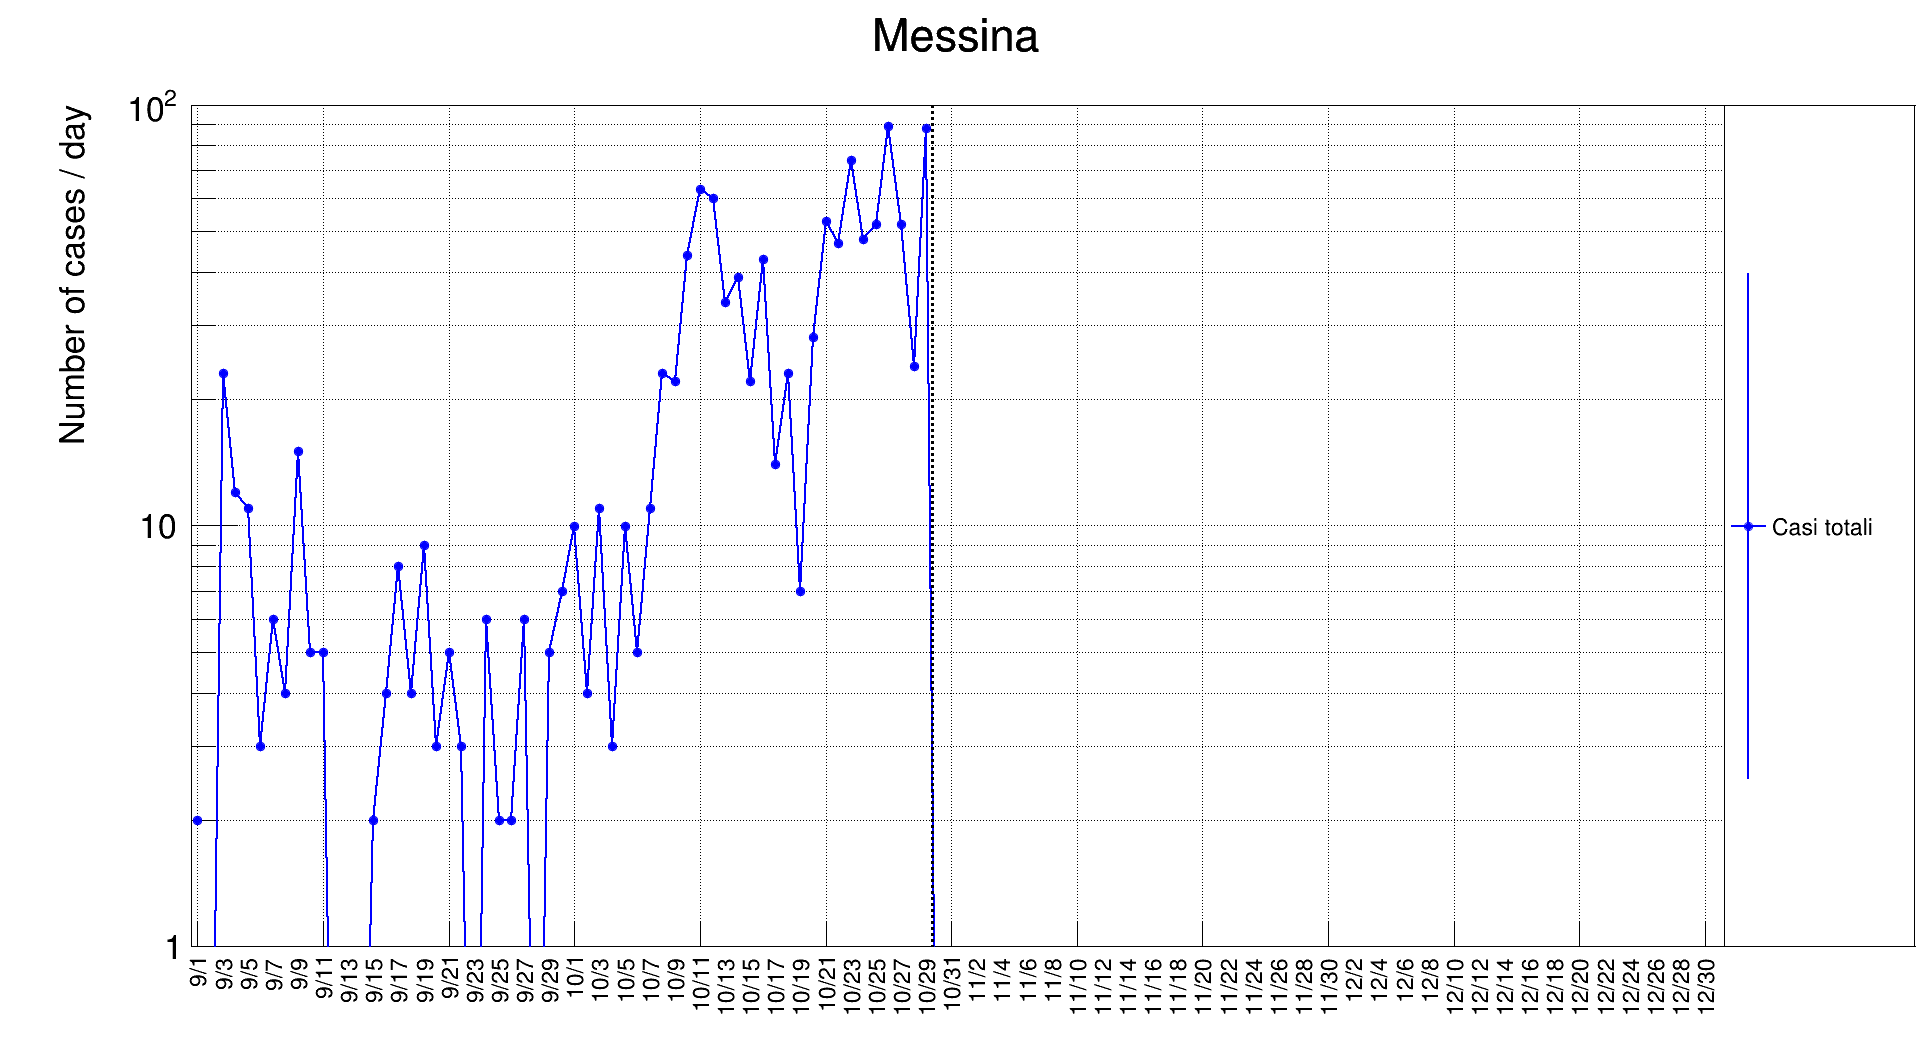 Messina
Number of cases / day
10²
10
1
9/1 9/3 9/5 9/7 9/9 9/11 9/13 9/15 9/17 9/19 9/21 9/23 9/25 9/27 9/29 10/1 10/3 10/5 10/7 10/9 10/11 10/13 10/15 10/17 10/19 10/21 10/23 10/25 10/27 10/29 10/31 11/2 11/4 11/6 11/8 11/10 11/12 11/14 11/16 11/18 11/20 11/22 11/24 11/26 11/28 11/30 12/2 12/4 12/6 12/8 12/10 12/12 12/14 12/16 12/18 12/20 12/22 12/24 12/26 12/28 12/30
Casi totali